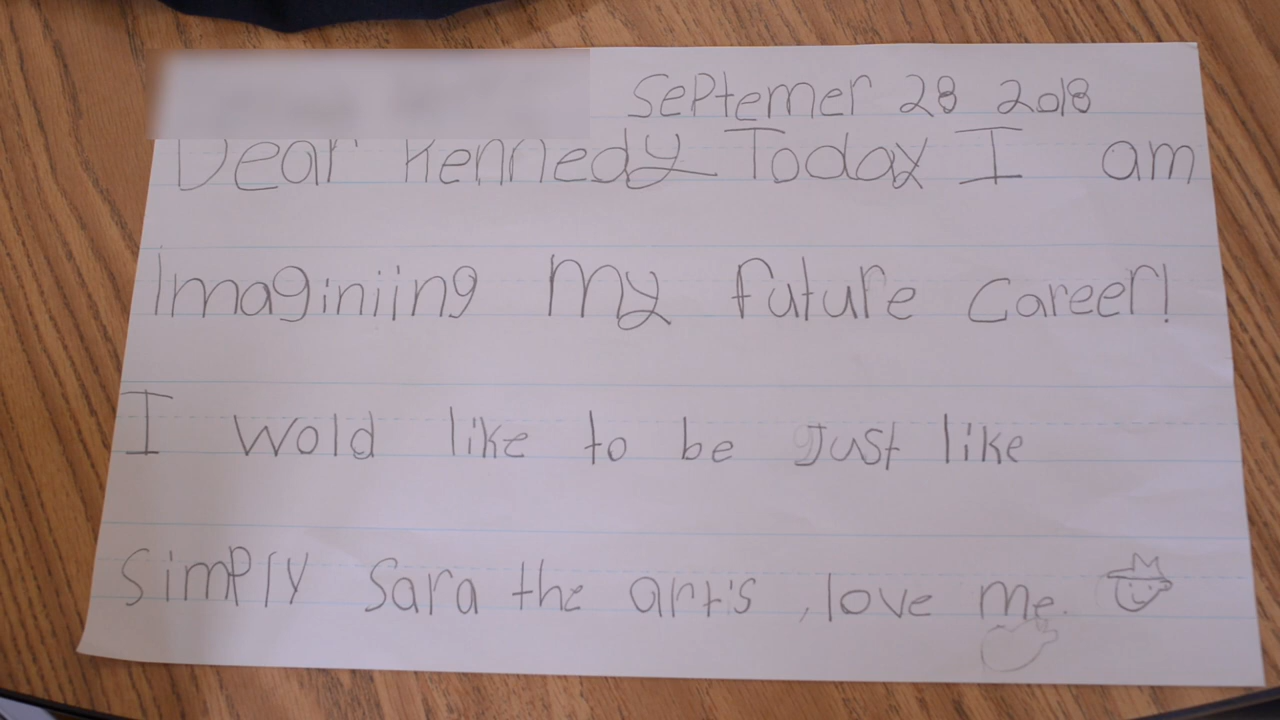 SePtemer 28 2018
Dear Kennedy Today I am
Imaginiing My future Career!
I wold like to be Just like
SimPly Sara the art's , love Me.